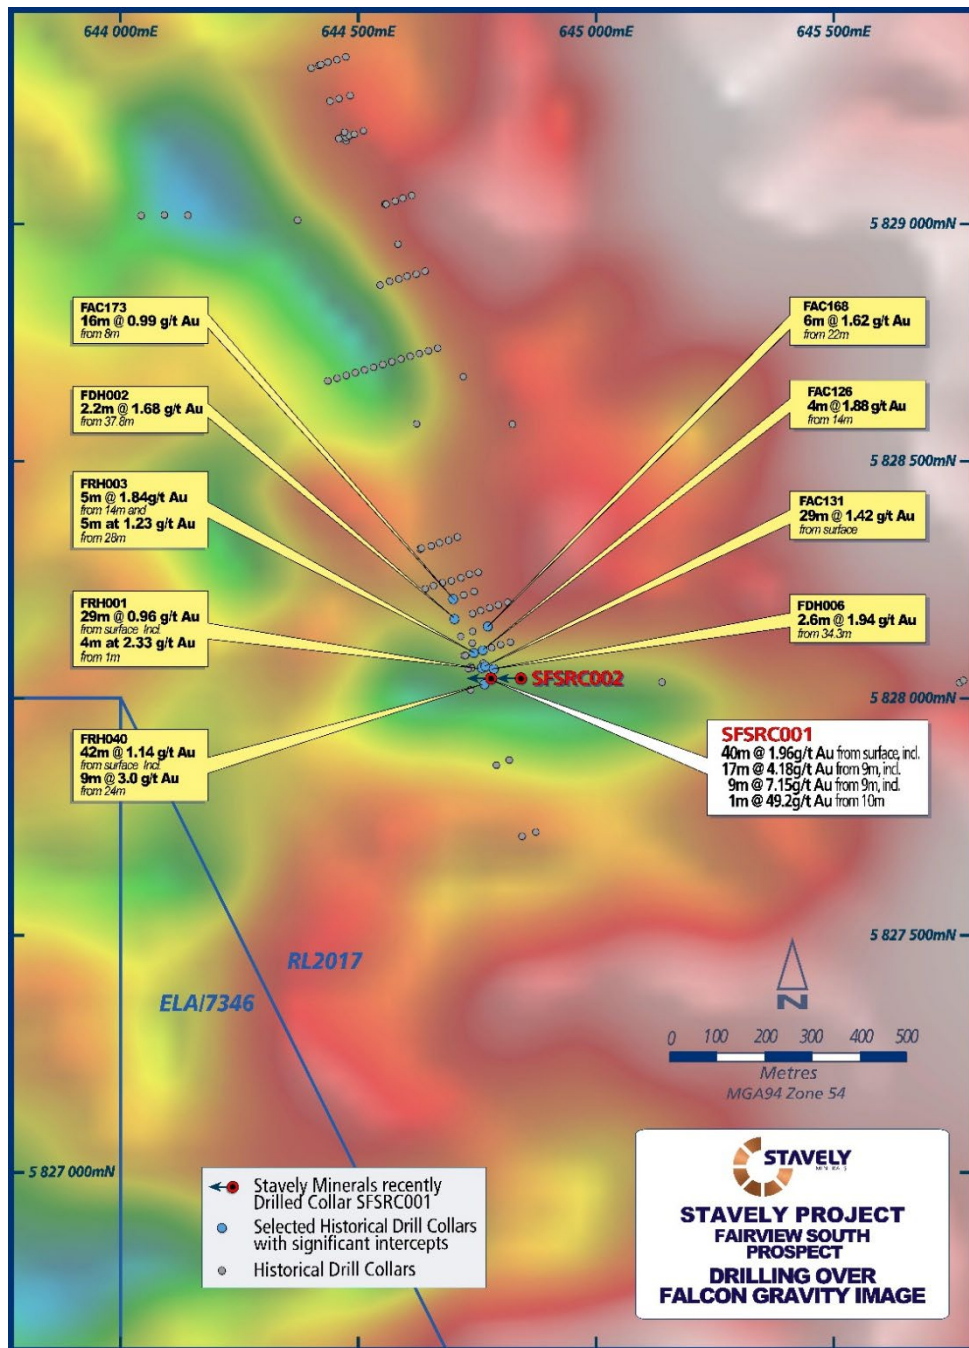 644 000mE
644 500mE
645 000mE
645 500mE
5 829 000mN
FAC173
16m @ 0.99 g/t Au
from 8m
FAC168
6m @ 1.62 g/t Au
from 22m
FDH002
2.2m @ 1.68 g/t Au
from 37.8m
FAC126
4m @ 1.88 g/t Au
from 14m
5 828 500mN
FRH003
5m @ 1.84g/t Au
from 14m and
5m at 1.23 g/t Au
from 28m
FAC131
29m @ 1.42 g/t Au
from surface
FRH001
29m @ 0.96 g/t Au
from surface Incl.
4m at 2.33 g/t Au
from 1m
FDH006
2.6m @ 1.94 g/t Au
from 34.3m
SFSRC002
5 828 000mN
FRH040
42m @ 1.14 g/t Au
from surface Incl.
9m @ 3.0 g/t Au
from 24m
SFSRC001
40m @ 1.96g/t Au from surface, incl.
17m @ 4.18g/t Au from 9m, incl.
9m @ 7.15g/t Au from 9m, incl.
1m @ 49.2g/t Au from 10m
5 827 500mN
RL2017
ELA/7346
N
0 100 200 300 400 500
Metres
MGA94 Zone 54
5 827 000mN
Stavely Minerals recently
Drilled Collar SFSRC001
Selected Historical Drill Collars
with significant intercepts
Historical Drill Collars
STAVELY
MINERALS
STAVELY PROJECT
FAIRVIEW SOUTH
PROSPECT
DRILLING OVER
FALCON GRAVITY IMAGE